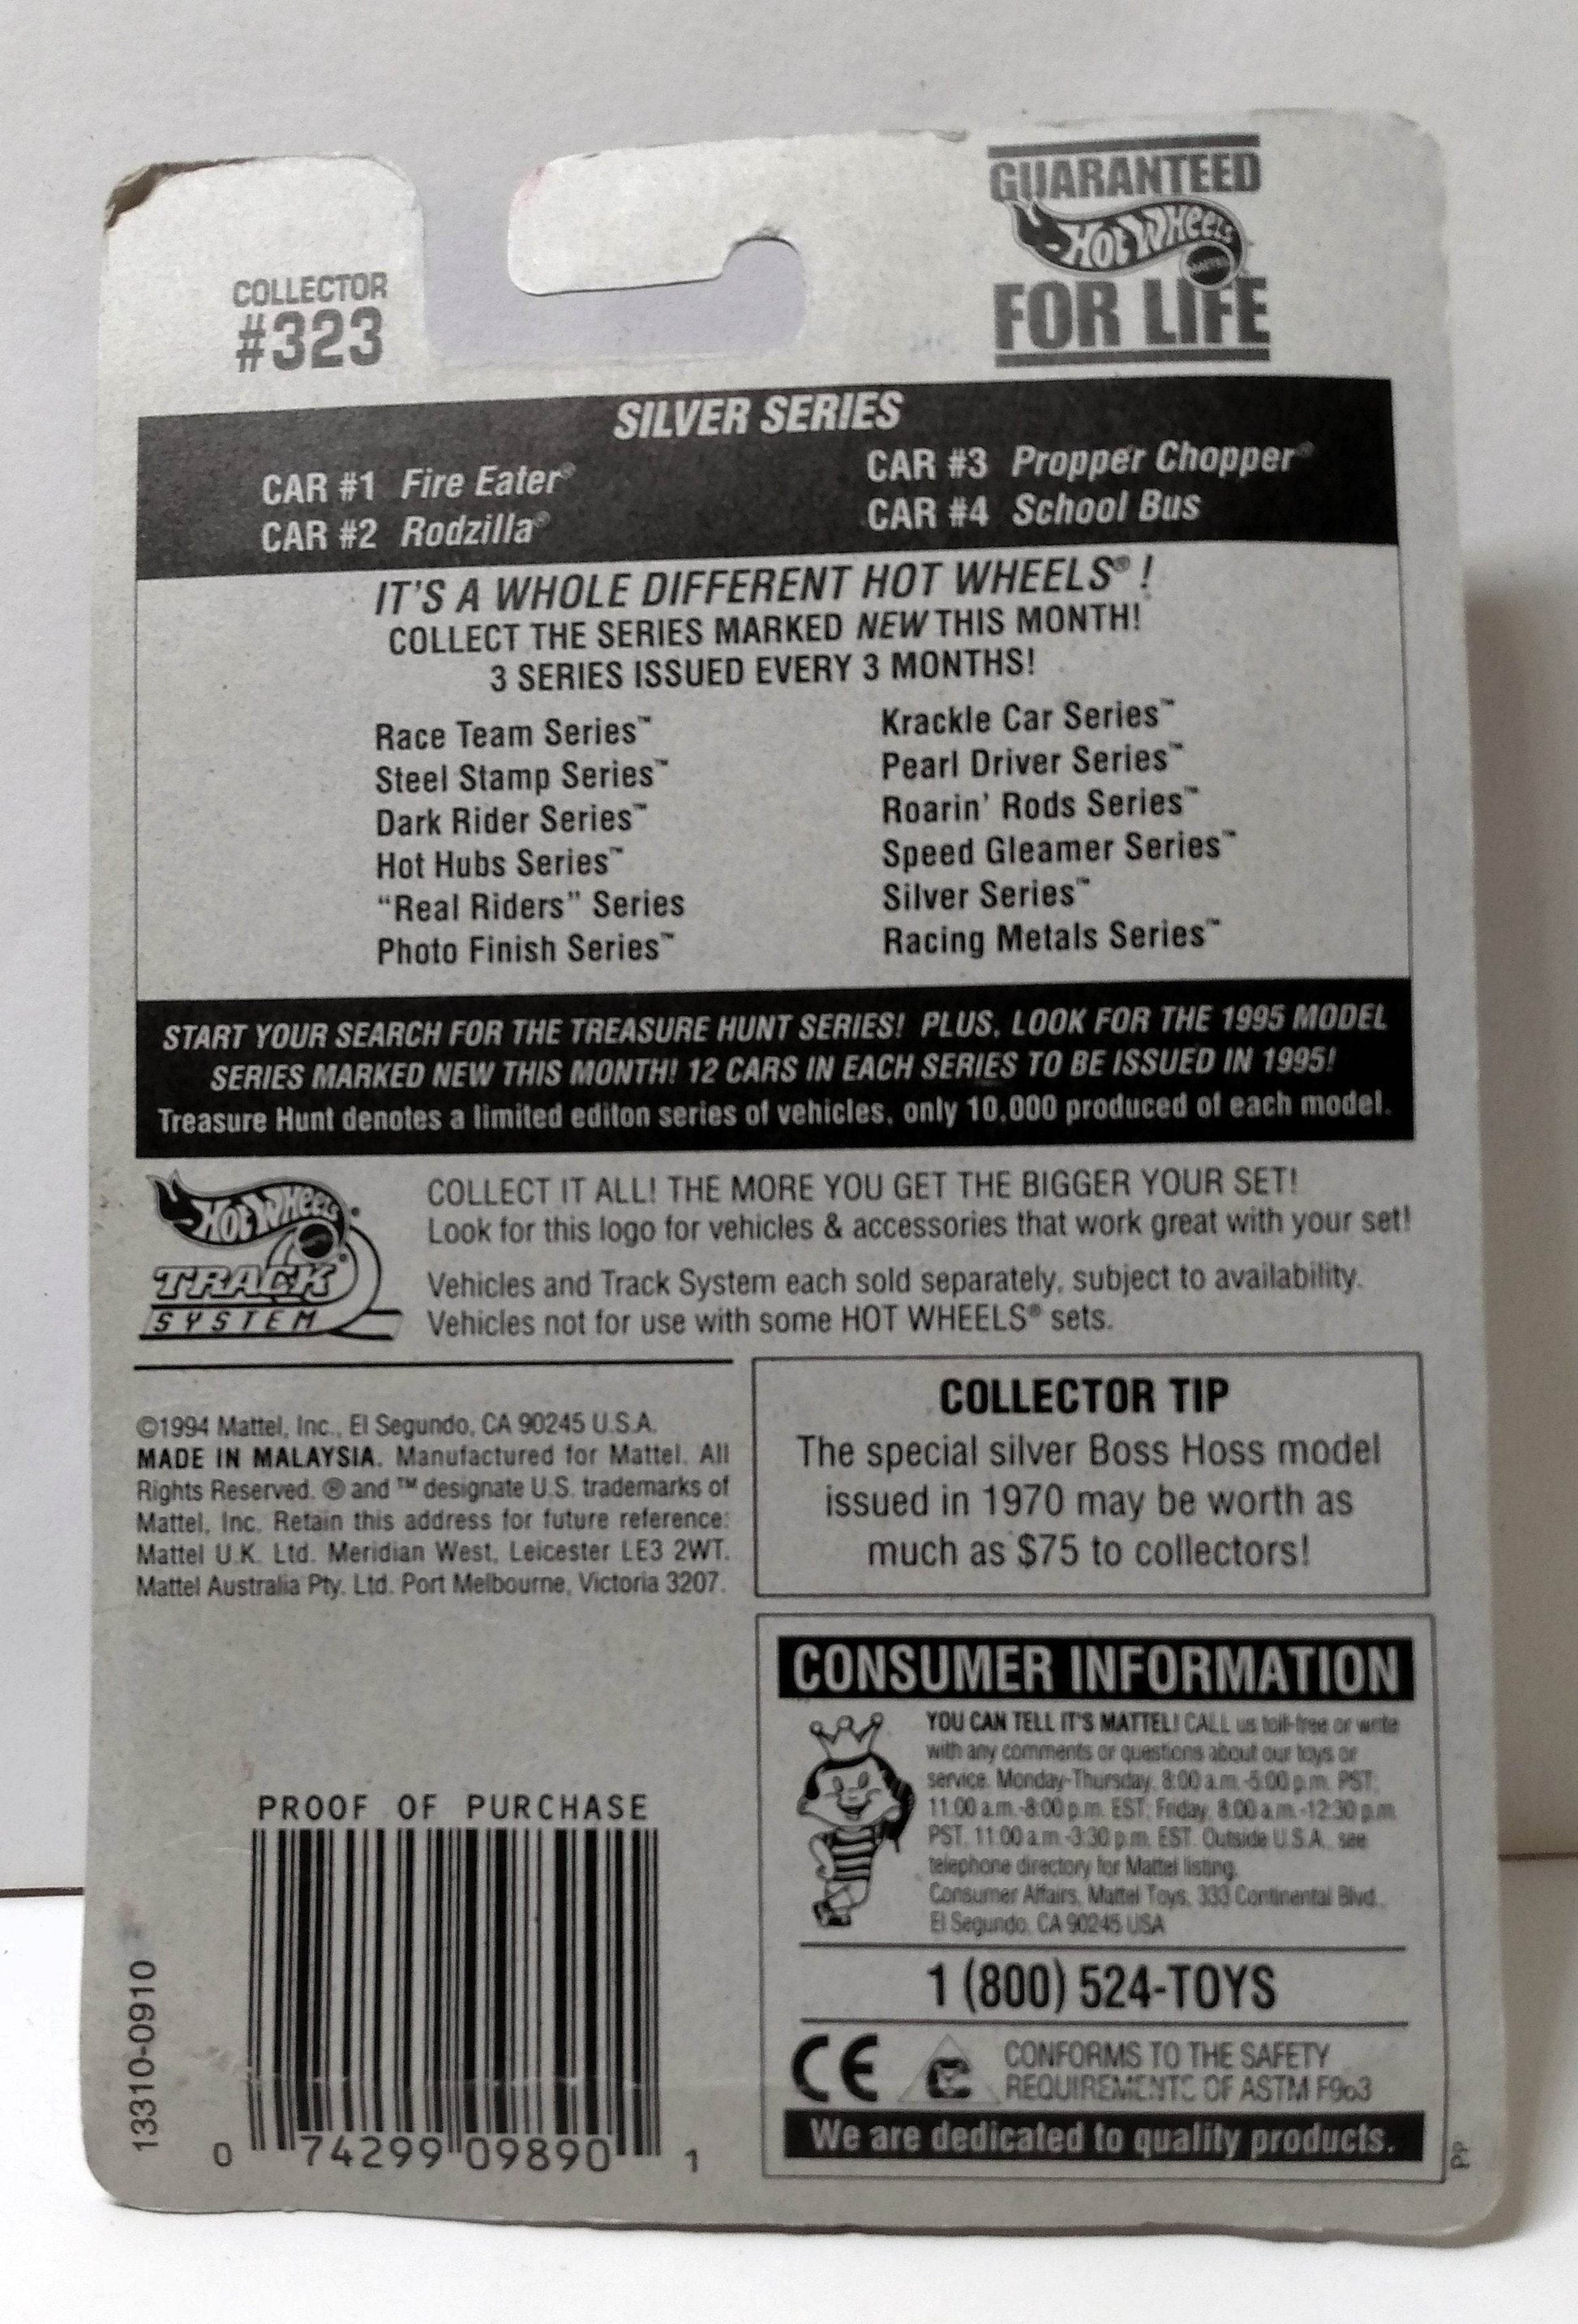 COLLECTOR
#323
GUARANTEED
HOT WHEELS
MATTEL
FOR LIFE
SILVER SERIES
CAR #1 Fire Eater®
CAR #2 Rodzilla®
CAR #3 Propper Chopper®
CAR #4 School Bus
IT'S A WHOLE DIFFERENT HOT WHEELS® !
COLLECT THE SERIES MARKED NEW THIS MONTH!
3 SERIES ISSUED EVERY 3 MONTHS!
Race Team Series™
Steel Stamp Series™
Dark Rider Series™
Hot Hubs Series™
“Real Riders” Series
Photo Finish Series™
Krackle Car Series™
Pearl Driver Series™
Roarin' Rods Series™
Speed Gleamer Series™
Silver Series™
Racing Metals Series™
START YOUR SEARCH FOR THE TREASURE HUNT SERIES! PLUS, LOOK FOR THE 1995 MODEL
SERIES MARKED NEW THIS MONTH! 12 CARS IN EACH SERIES TO BE ISSUED IN 1995!
Treasure Hunt denotes a limited editon series of vehicles, only 10,000 produced of each model.
HOT WHEELS®
MATTEL®
TRACK
SYSTEM
COLLECT IT ALL! THE MORE YOU GET THE BIGGER YOUR SET!
Look for this logo for vehicles & accessories that work great with your set!
Vehicles and Track System each sold separately, subject to availability.
Vehicles not for use with some HOT WHEELS® sets.
©1994 Mattel, Inc., El Segundo, CA 90245 U.S.A.
MADE IN MALAYSIA. Manufactured for Mattel. All
Rights Reserved. ® and ™ designate U.S. trademarks of
Mattel, Inc. Retain this address for future reference:
Mattel U.K. Ltd. Meridian West, Leicester LE3 2WT.
Mattel Australia Pty. Ltd. Port Melbourne, Victoria 3207.
COLLECTOR TIP
The special silver Boss Hoss model
issued in 1970 may be worth as
much as $75 to collectors!
CONSUMER INFORMATION
YOU CAN TELL IT'S MATTEL! CALL us toll-free or write
with any comments or questions about our toys or
service. Monday-Thursday, 8:00 a.m.-5:00 p.m. PST;
11:00 a.m.-8:00 p.m. EST; Friday, 8:00 a.m.-12:30 p.m.
PST, 11:00 a.m.-3:30 p.m. EST. Outside U.S.A., see
telephone directory for Mattel listing.
Consumer Affairs, Mattel Toys, 333 Continental Blvd.,
El Segundo, CA 90245 USA
1 (800) 524-TOYS
CE
CONFORMS TO THE SAFETY
REQUIREMENTS OF ASTM F963
We are dedicated to quality products.
PP
PROOF OF PURCHASE
0 74299 09890 1
13310-0910